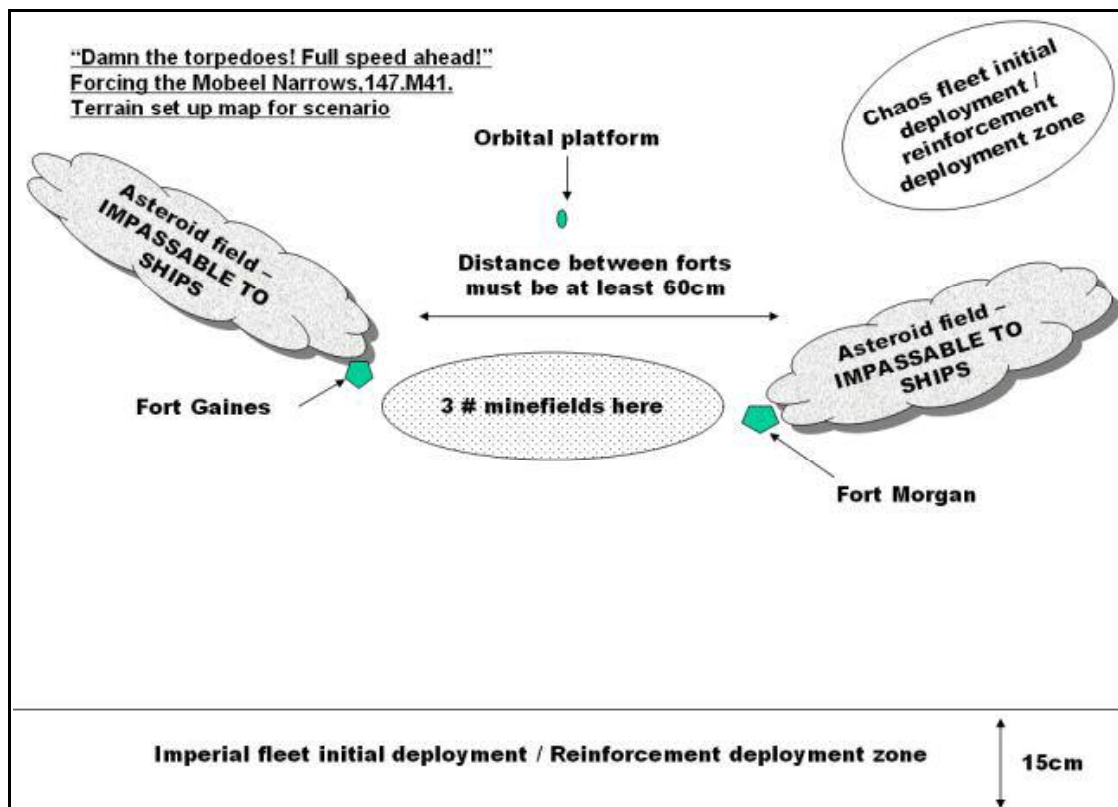 “Damn the torpedoes! Full speed ahead!”
Forcing the Mobeel Narrows,147.M41.
Terrain set up map for scenario
Chaos fleet initial
deployment /
reinforcement
deployment zone
Orbital platform
Asteroid field –
IMPASSABLE TO
SHIPS
Distance between forts
must be at least 60cm
Asteroid field –
IMPASSABLE TO
SHIPS
Fort Gaines
3 # minefields here
Fort Morgan
Imperial fleet initial deployment / Reinforcement deployment zone
15cm